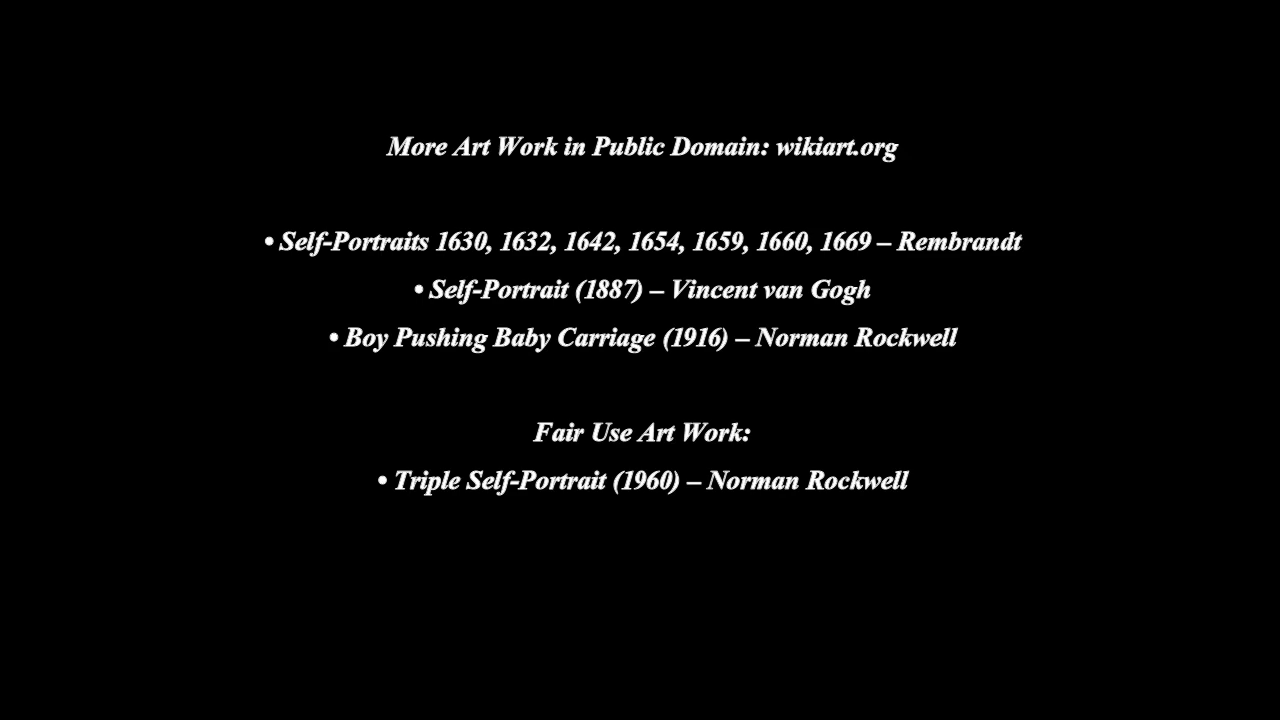 More Art Work in Public Domain: wikiart.org
• Self-Portraits 1630, 1632, 1642, 1654, 1659, 1660, 1669 – Rembrandt
• Self-Portrait (1887) – Vincent van Gogh
• Boy Pushing Baby Carriage (1916) – Norman Rockwell
Fair Use Art Work:
• Triple Self-Portrait (1960) – Norman Rockwell